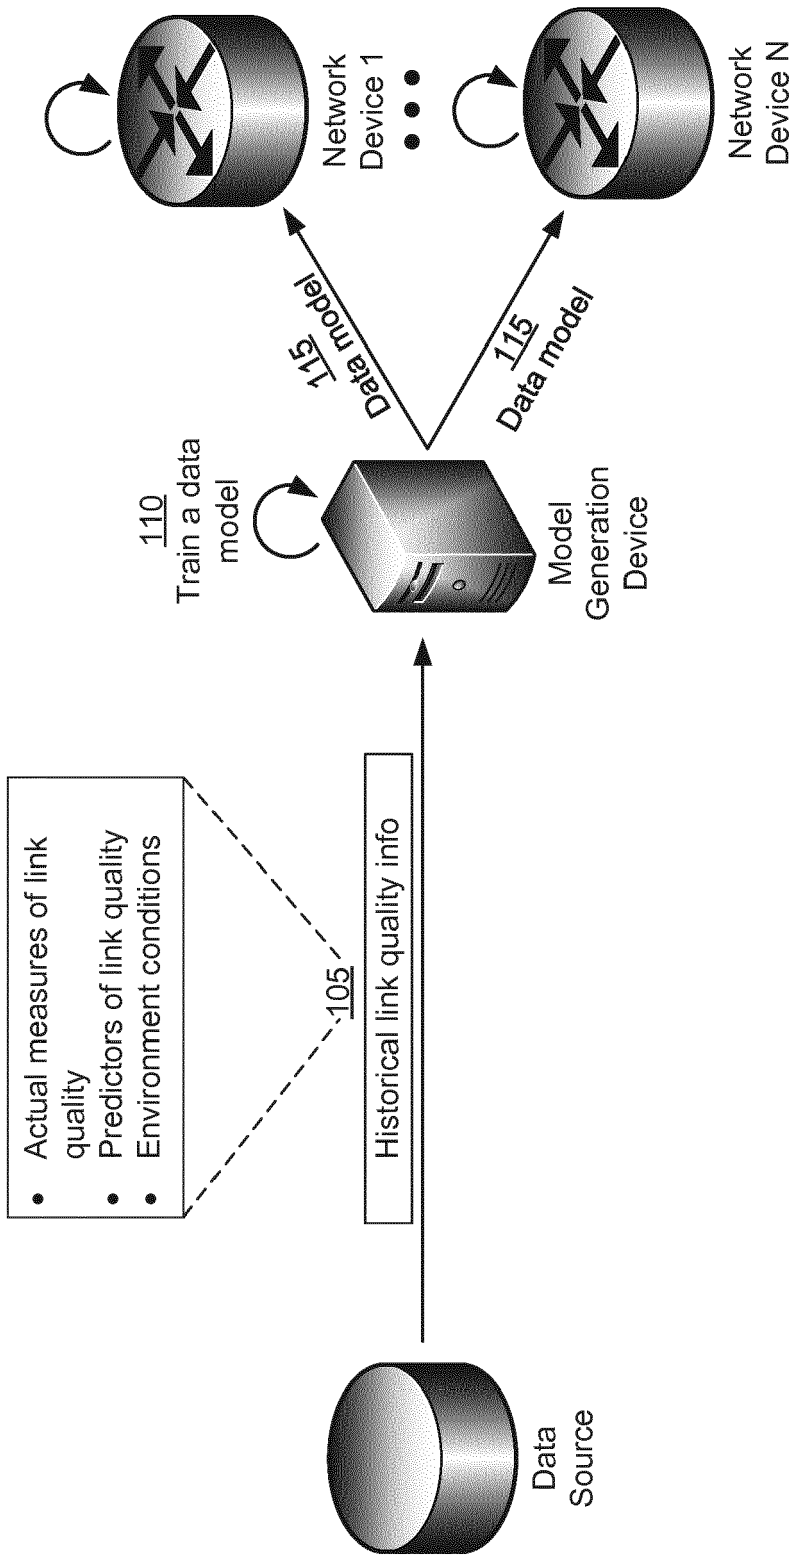 • Actual measures of link
quality
• Predictors of link quality
• Environment conditions
105
Historical link quality info
Data
Source
110
Train a data
model
Model
Generation
Device
115
Data model
115
Data model
Network
Device 1
Network
Device N